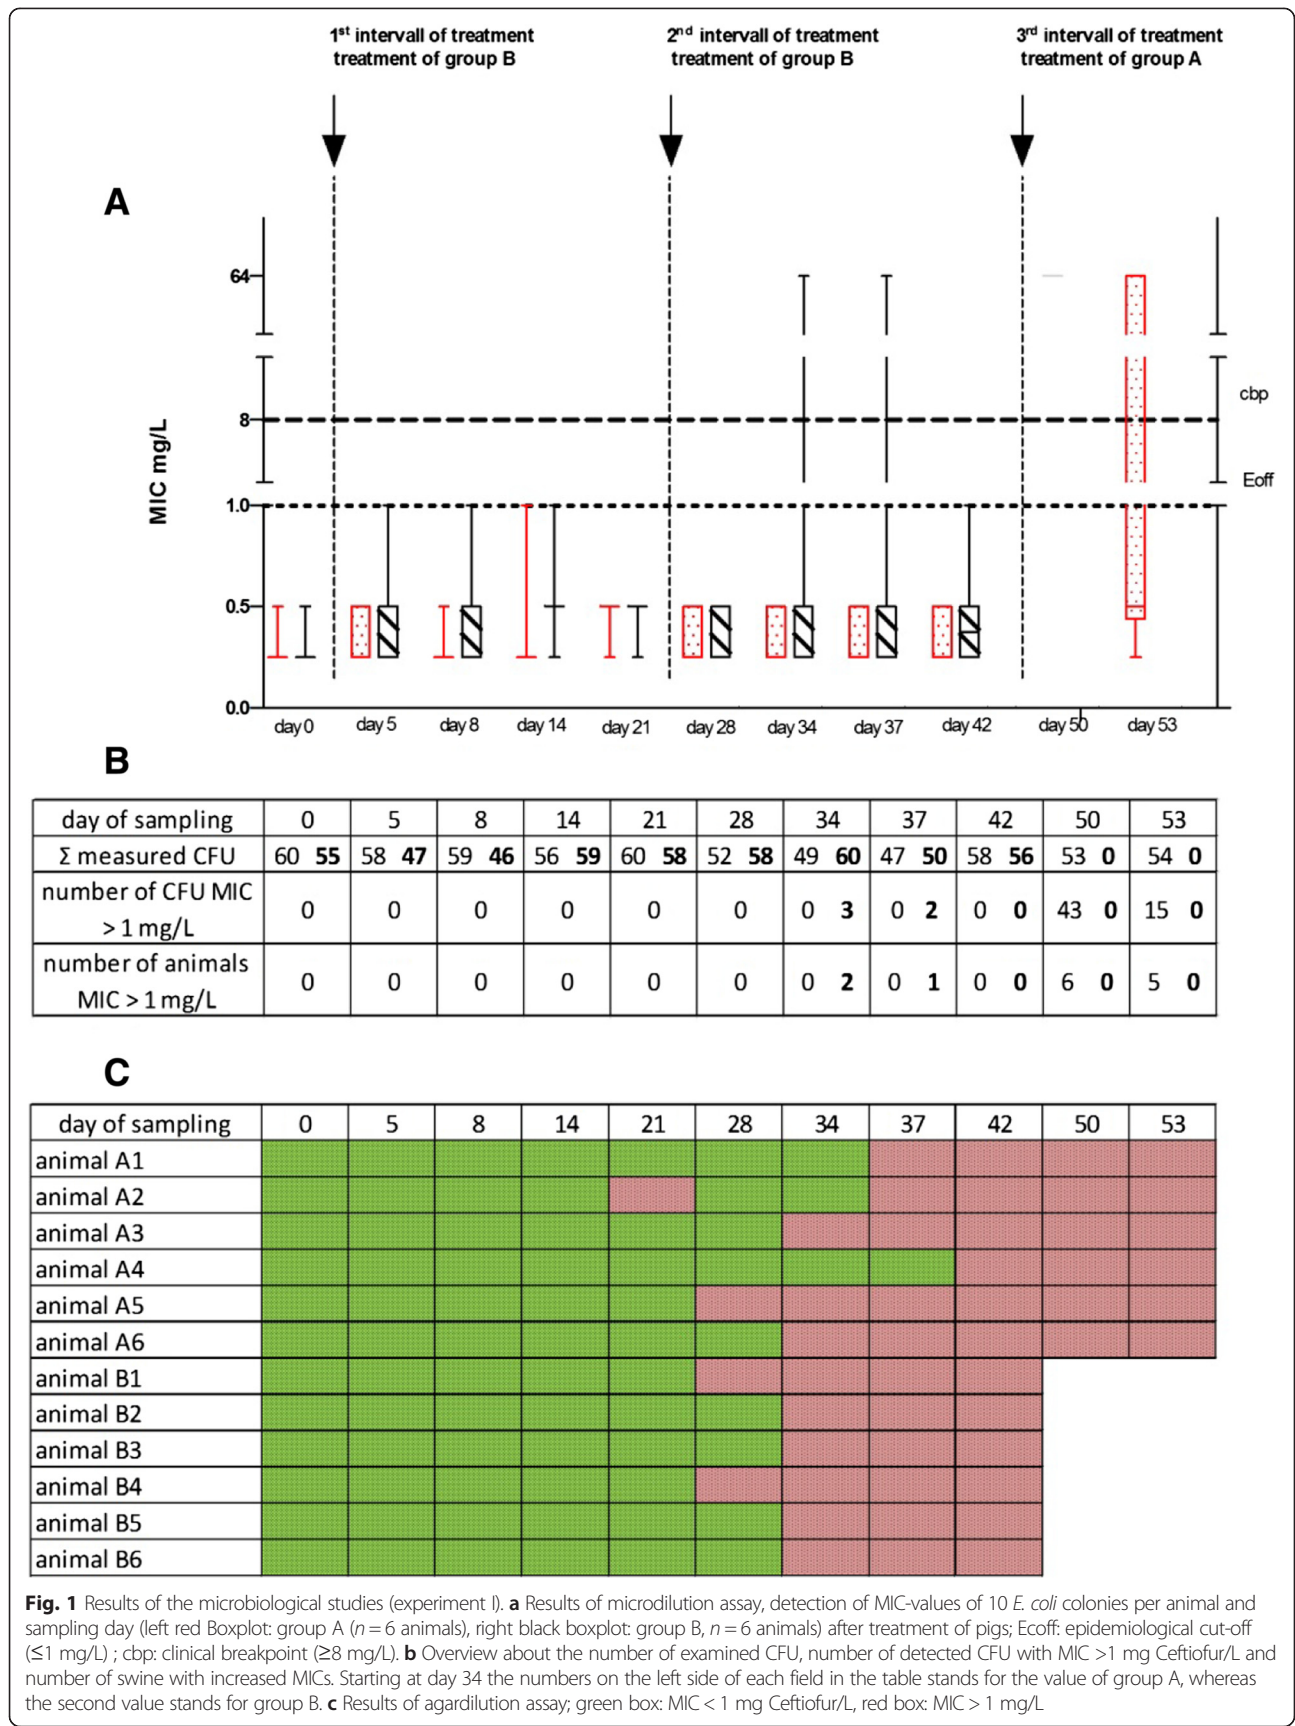 1st intervall of treatment
treatment of group B
2nd intervall of treatment
treatment of group B
3rd intervall of treatment
treatment of group A
A
64
8
1.0
0.5
0.0
MIC mg/L
cbp
Eoff
day 0 day 5 day 8 day 14 day 21 day 28 day 34 day 37 day 42 day 50 day 53
B
day of sampling 0 5 8 14 21 28 34 37 42 50 53
Σ measured CFU 60 55 58 47 59 46 56 59 60 58 52 58 49 60 47 50 58 56 53 0 54 0
number of CFU MIC
> 1 mg/L 0 0 0 0 0 0 0 3 0 2 0 0 43 0 15 0
number of animals
MIC > 1 mg/L 0 0 0 0 0 0 0 2 0 1 0 0 6 0 5 0
C
day of sampling 0 5 8 14 21 28 34 37 42 50 53
animal A1
animal A2
animal A3
animal A4
animal A5
animal A6
animal B1
animal B2
animal B3
animal B4
animal B5
animal B6
Fig. 1 Results of the microbiological studies (experiment I). a Results of microdilution assay, detection of MIC-values of 10 E. coli colonies per animal and
sampling day (left red Boxplot: group A (n = 6 animals), right black boxplot: group B, n = 6 animals) after treatment of pigs; Ecoff: epidemiological cut-off
(≤1 mg/L) ; cbp: clinical breakpoint (≥8 mg/L). b Overview about the number of examined CFU, number of detected CFU with MIC >1 mg Ceftiofur/L and
number of swine with increased MICs. Starting at day 34 the numbers on the left side of each field in the table stands for the value of group A, whereas
the second value stands for group B. c Results of agardilution assay; green box: MIC < 1 mg Ceftiofur/L, red box: MIC > 1 mg/L